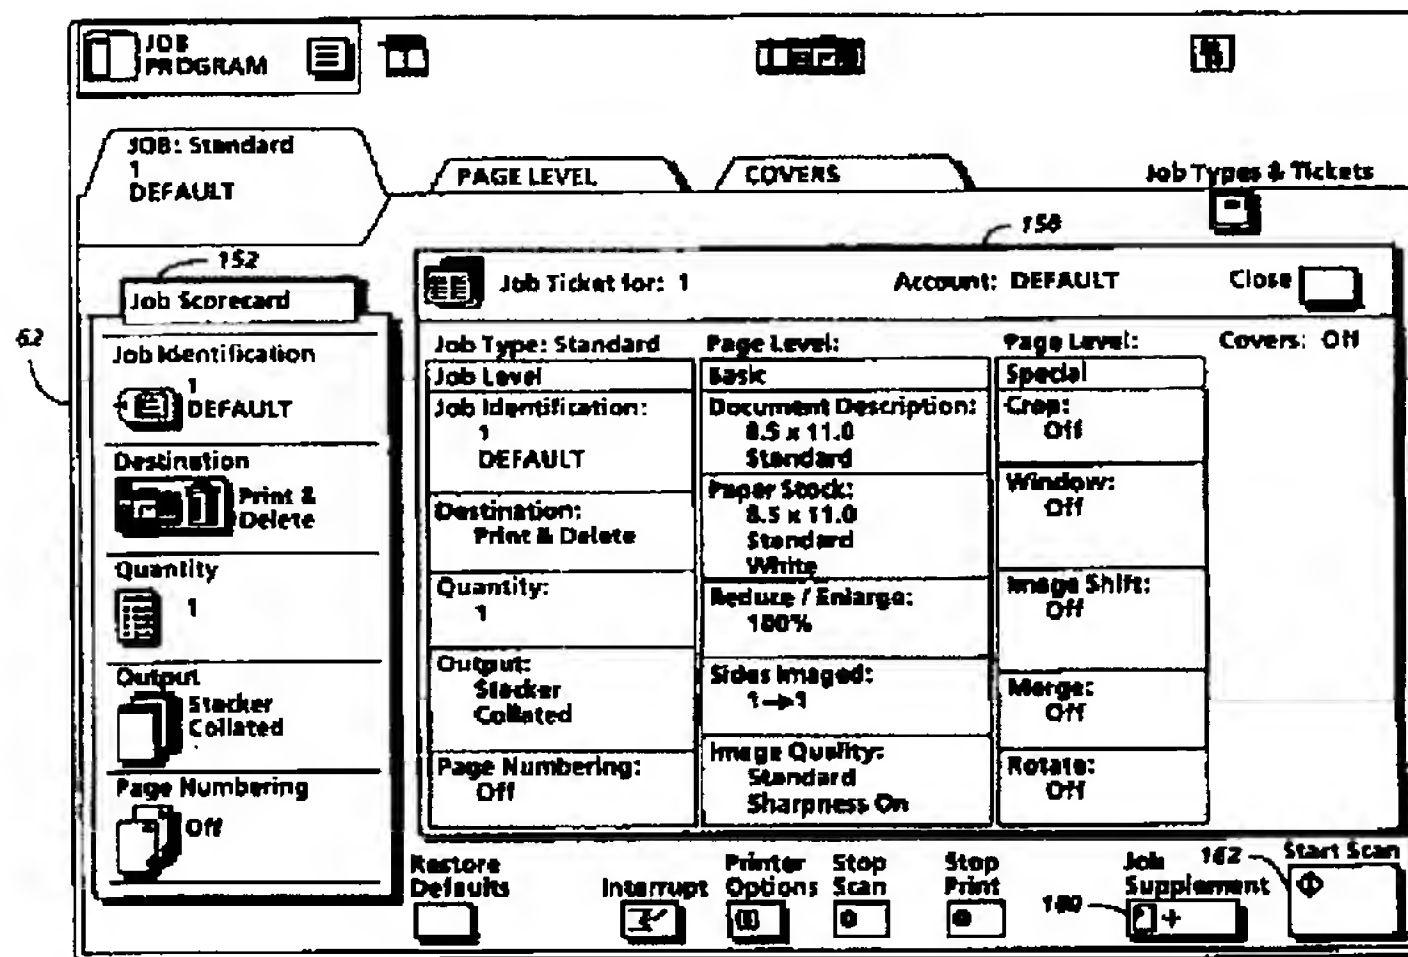 JOB
PROGRAM
JOB: Standard
1
DEFAULT
PAGE LEVEL
COVERS
Job Types & Tickets
158
152
62
Job Scorecard
Job Identification
1
DEFAULT
Destination
Print &
Delete
Quantity
1
Output
Stacker
Collated
Page Numbering
Off
Job Ticket for: 1
Account: DEFAULT
Close
Job Type: Standard
Job Level
Job Identification:
1
DEFAULT
Destination:
Print & Delete
Quantity:
1
Output:
Stacker
Collated
Page Numbering:
Off
Page Level:
Basic
Document Description:
8.5 x 11.0
Standard
Paper Stock:
8.5 x 11.0
Standard
White
Reduce / Enlarge:
100%
Sides Imaged:
1→1
Image Quality:
Standard
Sharpness On
Page Level:
Special
Crop:
Off
Window:
Off
Image Shift:
Off
Merge:
Off
Rotate:
Off
Covers: Off
Restore
Defaults
Interrupt
Printer
Options
Stop
Scan
Stop
Print
Job
Supplement
+
162
Start Scan